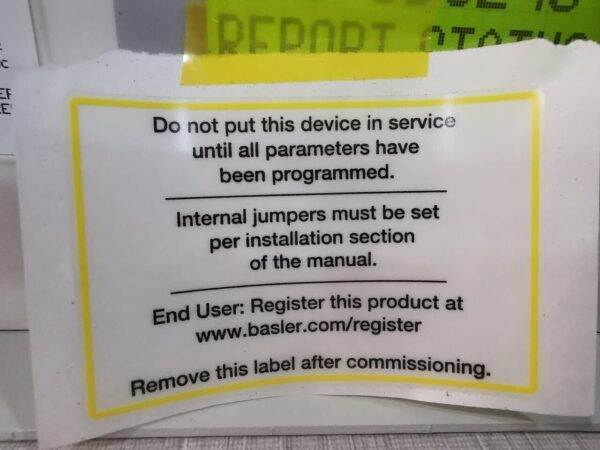 REPORT STATUS
Do not put this device in service
until all parameters have
been programmed.
Internal jumpers must be set
per installation section
of the manual.
End User: Register this product at
www.basler.com/register
Remove this label after commissioning.